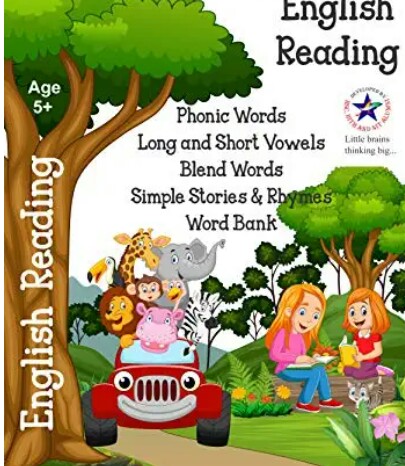 English
Reading
Age
5+
Phonic Words
Long and Short Vowels
Blend Words
Simple Stories & Rhymes
Word Bank
Little brains
thinking big...
English Reading